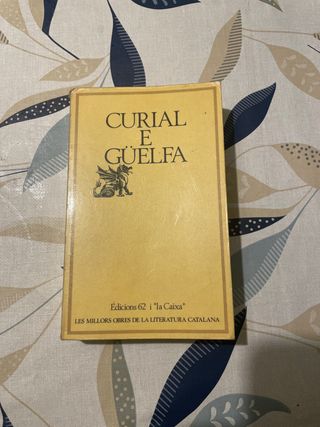 CURIAL
E
GÜELFA
Edicions 62 i "la Caixa"
LES MILLORS OBRES DE LA LITERATURA CATALANA